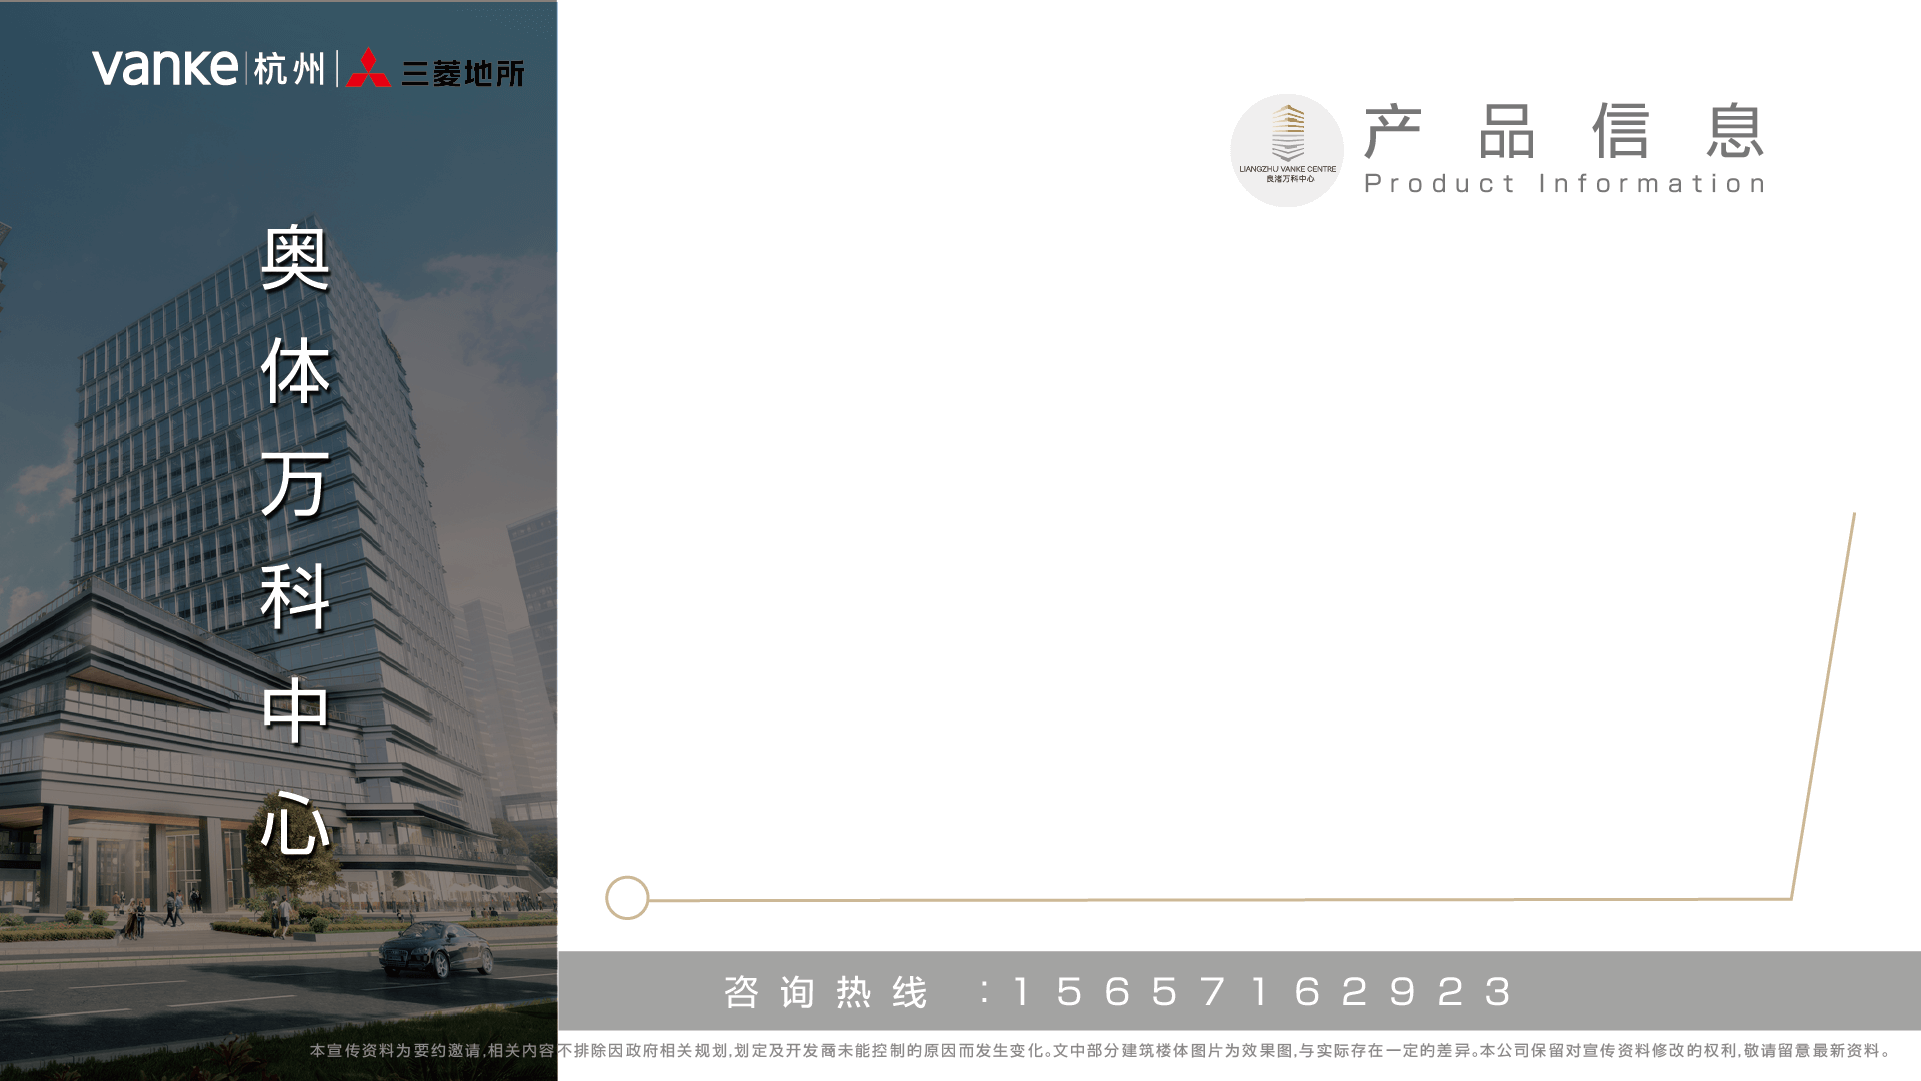 vanke 杭州 三菱地所
奥体万科中心
LIANGZHU VANKE CENTRE
良渚万科中心
产品信息
Product Information
咨询热线 :15657162923
本宣传资料为要约邀请,相关内容不排除因政府相关规划,划定及开发商未能控制的原因而发生变化。文中部分建筑楼体图片为效果图,与实际存在一定的差异。本公司保留对宣传资料修改的权利,敬请留意最新资料。